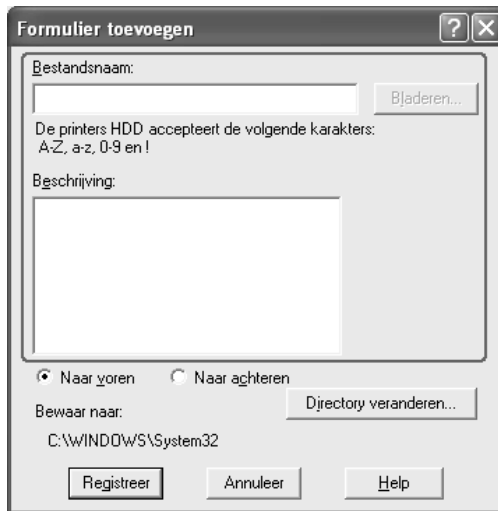 Formulier toevoegen
Bestandsnaam:
Bladeren...
De printers HDD accepteert de volgende karakters:
A-Z, a-z, 0-9 en !
Beschrijving:
Naar voren Naar achteren
Directory veranderen...
Bewaar naar:
C:\WINDOWS\System32
Registreer Annuleer Help